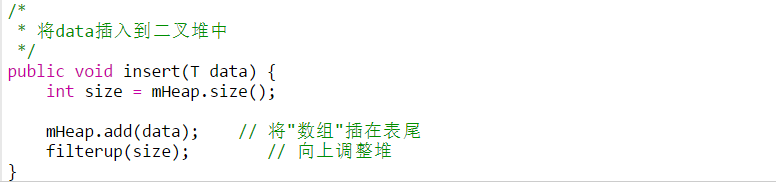 /*
 * 将data插入到二叉堆中
 */
public void insert(T data) {
    int size = mHeap.size();

    mHeap.add(data);    // 将"数组"插在表尾
    filterup(size);        // 向上调整堆
}